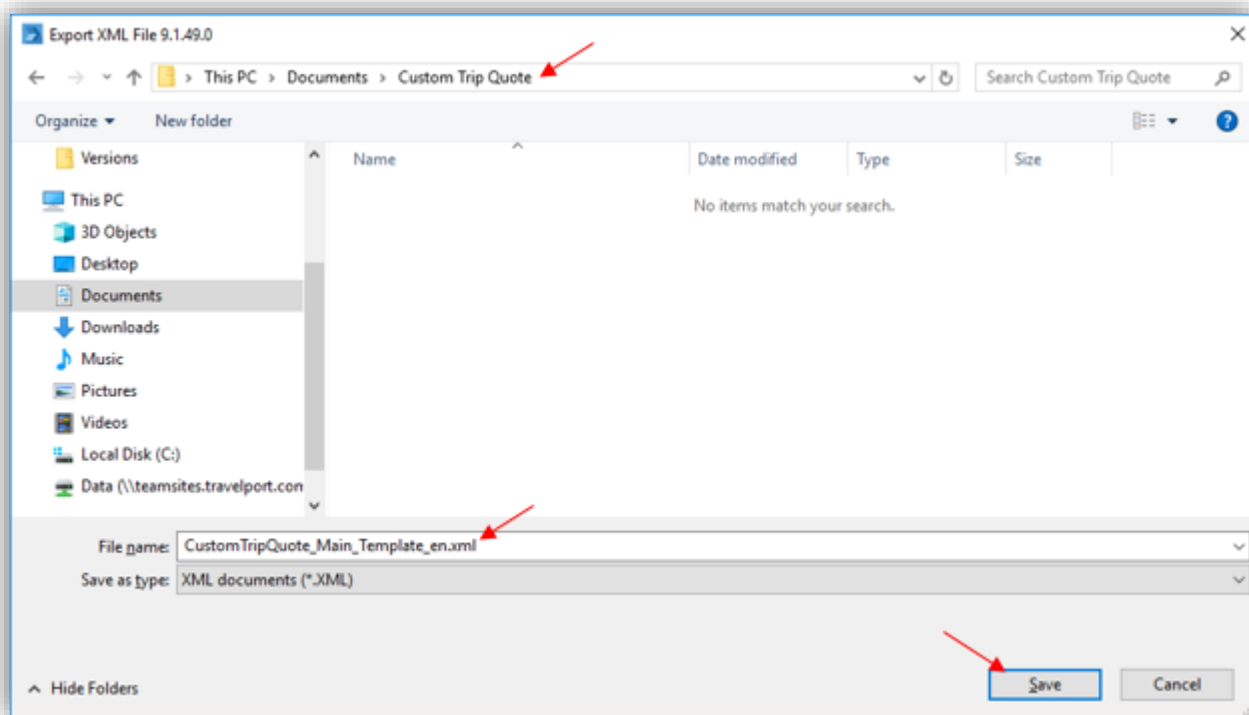 Export XML File 9.1.49.0
This PC > Documents > Custom Trip Quote
Search Custom Trip Quote
Organize
New folder
Name
Date modified
Type
Size
No items match your search.
Versions
This PC
3D Objects
Desktop
Documents
Downloads
Music
Pictures
Videos
Local Disk (C:)
Data (\\teamsites.travelport.con
File name: CustomTripQuote_Main_Template_en.xml
Save as type: XML documents (*.XML)
Hide Folders
Save
Cancel